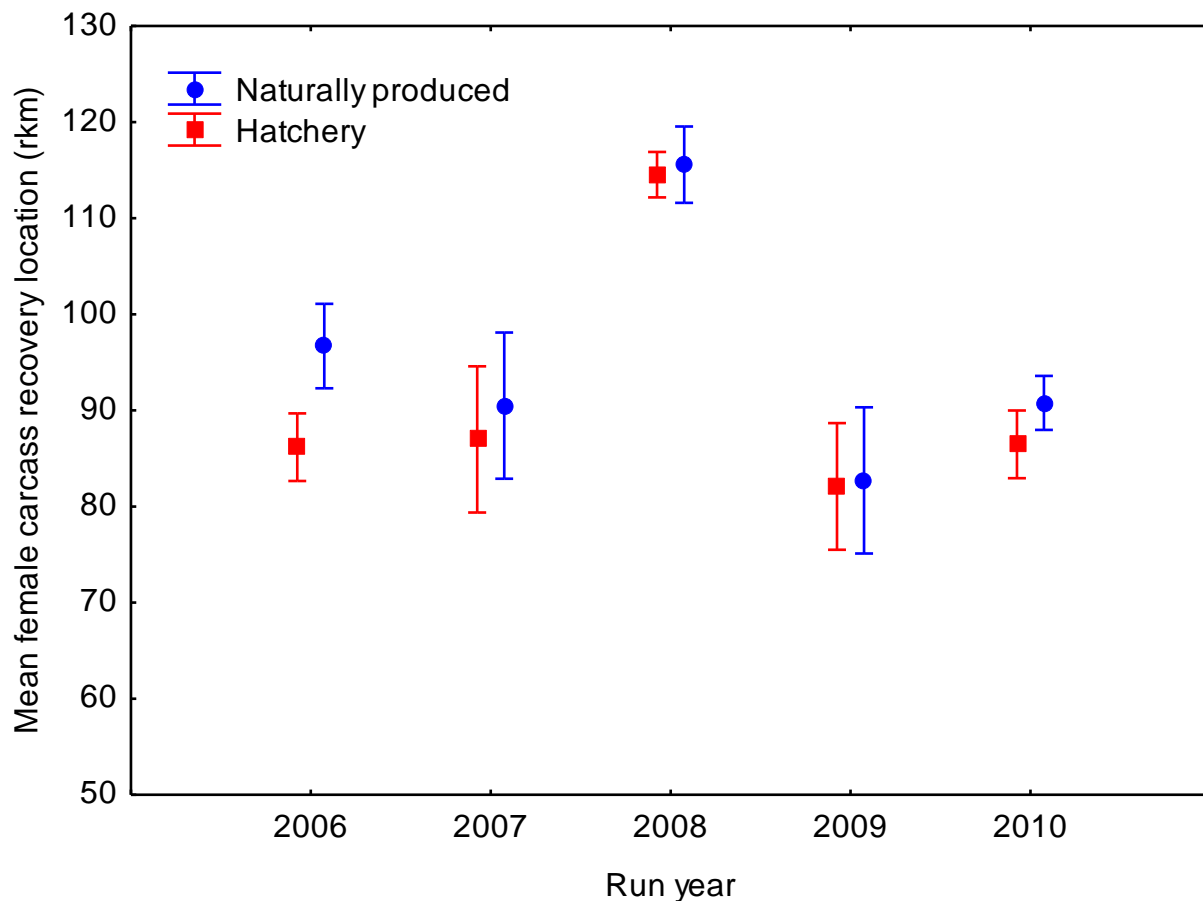 130
120
110
100
90
80
70
60
50
Mean female carcass recovery location (rkm)
Naturally produced
Hatchery
2006 2007 2008 2009 2010
Run year